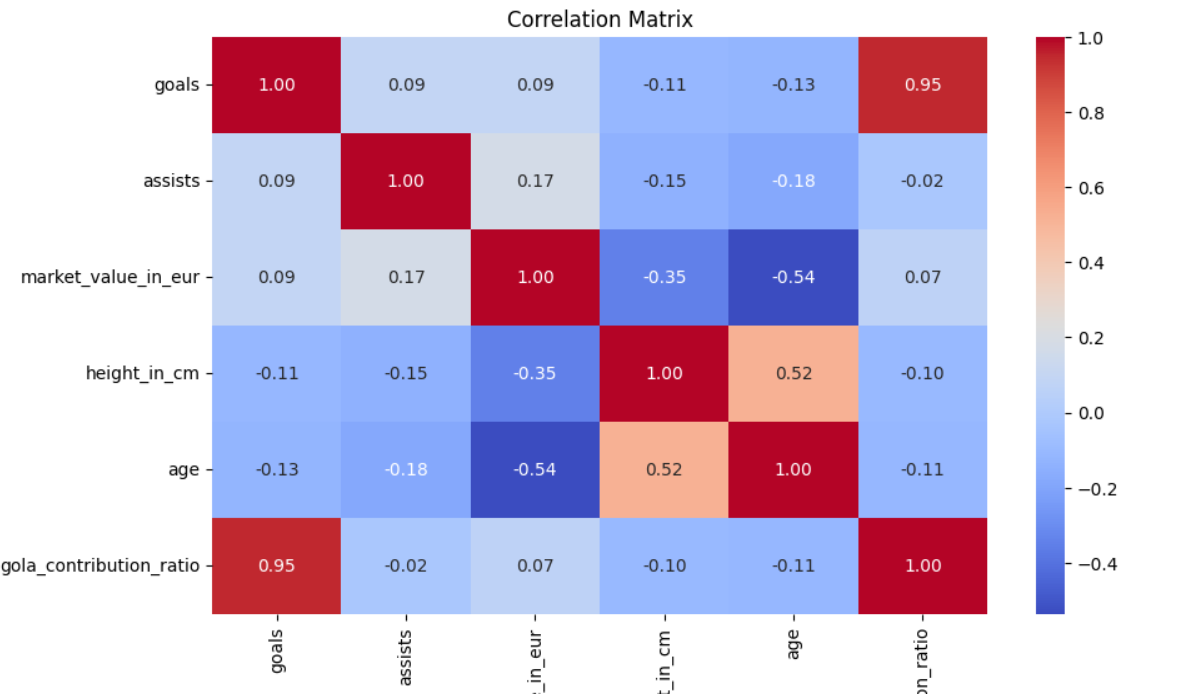 Correlation Matrix
goals 1.00 0.09 0.09 -0.11 -0.13 0.95
assists 0.09 1.00 0.17 -0.15 -0.18 -0.02
market_value_in_eur 0.09 0.17 1.00 -0.35 -0.54 0.07
height_in_cm -0.11 -0.15 -0.35 1.00 0.52 -0.10
age -0.13 -0.18 -0.54 0.52 1.00 -0.11
gola_contribution_ratio 0.95 -0.02 0.07 -0.10 -0.11 1.00
goals assists _in_eur t_in_cm age on_ratio
1.0
0.8
0.6
0.4
0.2
0.0
−0.2
−0.4